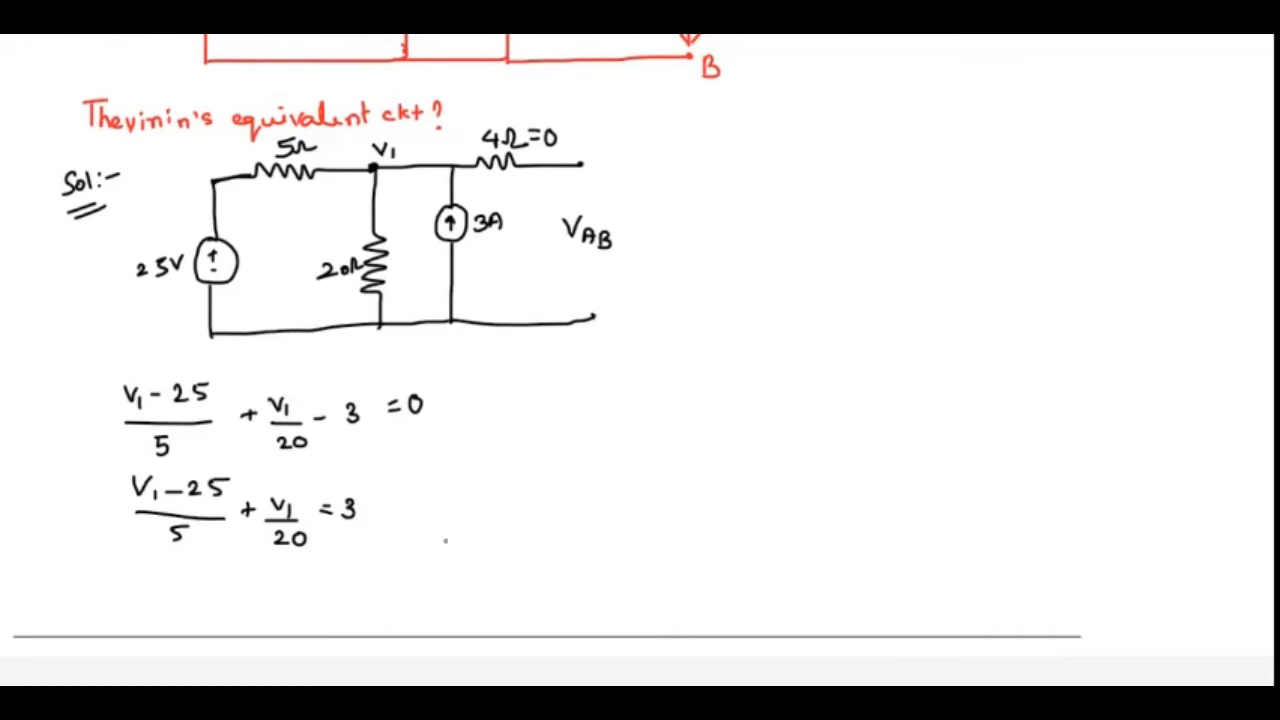 B
Thevinin's equivalent ckt?
Sol:-
5Ω
V₁
4Ω=0
25V
+
-
20Ω
3A
V_AB
V₁ - 25 / 5 + V₁ / 20 - 3 = 0
V₁ - 25 / 5 + V₁ / 20 = 3